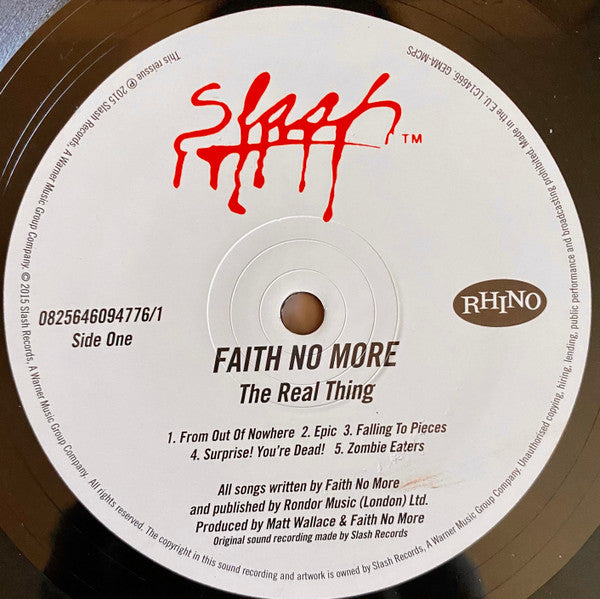 Slash™
RHINO
0825646094776/1
Side One
FAITH NO MØRE
The Real Thing
1. From Out Of Nowhere 2. Epic 3. Falling To Pieces
4. Surprise! You're Dead! 5. Zombie Eaters
All songs written by Faith No More
and published by Rondor Music (London) Ltd.
Produced by Matt Wallace & Faith No More
Original sound recording made by Slash Records
This reissue ℗ 2015 Slash Records, A Warner Music Group Company. © 2015 Slash Records, A Warner Music Group Company. All rights reserved. The copyright in this sound recording and artwork is owned by Slash Records, A Warner Music Group Company. Unauthorised copying, hiring, lending, public performance and broadcasting prohibited. Made in the E.U. LC14666. GEMA-MCPS